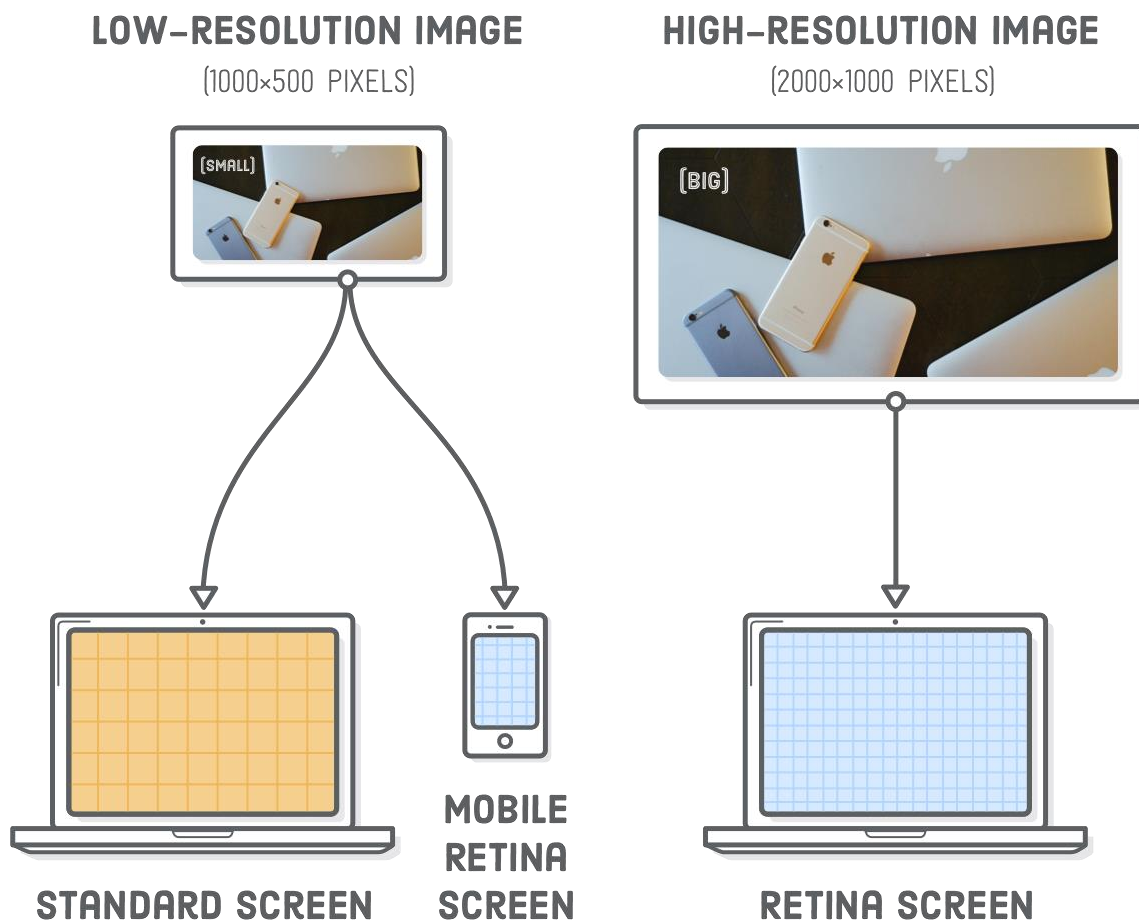 LOW-RESOLUTION IMAGE
(1000×500 PIXELS)
HIGH-RESOLUTION IMAGE
(2000×1000 PIXELS)
(SMALL)
(BIG)
STANDARD SCREEN
MOBILE
RETINA
SCREEN
RETINA SCREEN